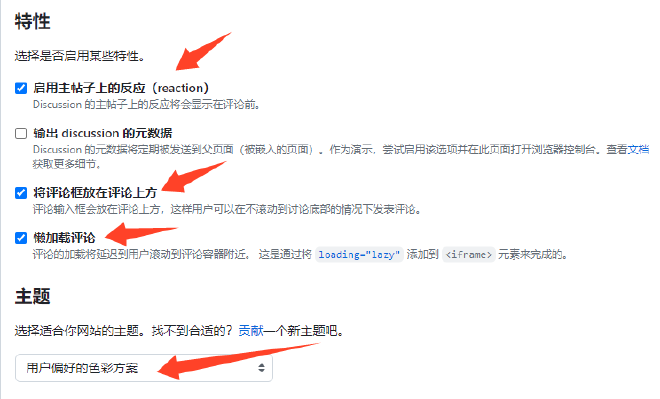 特性
选择是否启用某些特性。
启用主帖子上的反应（reaction）
Discussion 的主帖子上的反应将会显示在评论前。
输出 discussion 的元数据
Discussion 的元数据将定期被发送到父页面（被嵌入的页面）。作为演示，尝试启用该选项并在此页面打开浏览器控制台。查看文档
获取更多细节。
将评论框放在评论上方
评论输入框会放在评论上方，这样用户可以在不滚动到讨论底部的情况下发表评论。
懒加载评论
评论的加载将延迟到用户滚动到评论容器附近。 这是通过将 loading="lazy" 添加到 <iframe> 元素来完成的。
主题
选择适合你网站的主题。找不到合适的？贡献一个新主题吧。
用户偏好的色彩方案